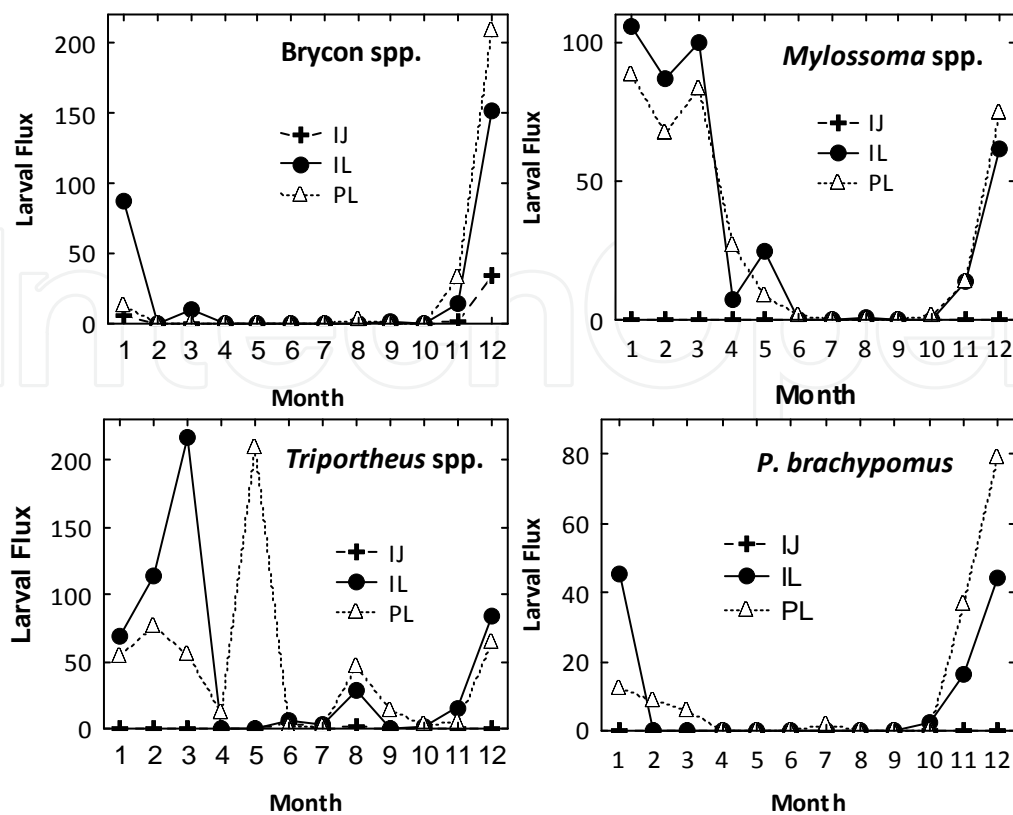 Brycon spp.
Larval Flux
200
150
100
50
0
IJ
IL
PL
1 2 3 4 5 6 7 8 9 10 11 12
Month
Mylossoma spp.
Larval Flux
100
50
0
IJ
IL
PL
1 2 3 4 5 6 7 8 9 10 11 12
Month
Triportheus spp.
Larval Flux
200
150
100
50
0
IJ
IL
PL
1 2 3 4 5 6 7 8 9 10 11 12
Month
P. brachypomus
Larval Flux
80
60
40
20
0
IJ
IL
PL
1 2 3 4 5 6 7 8 9 10 11 12
Month